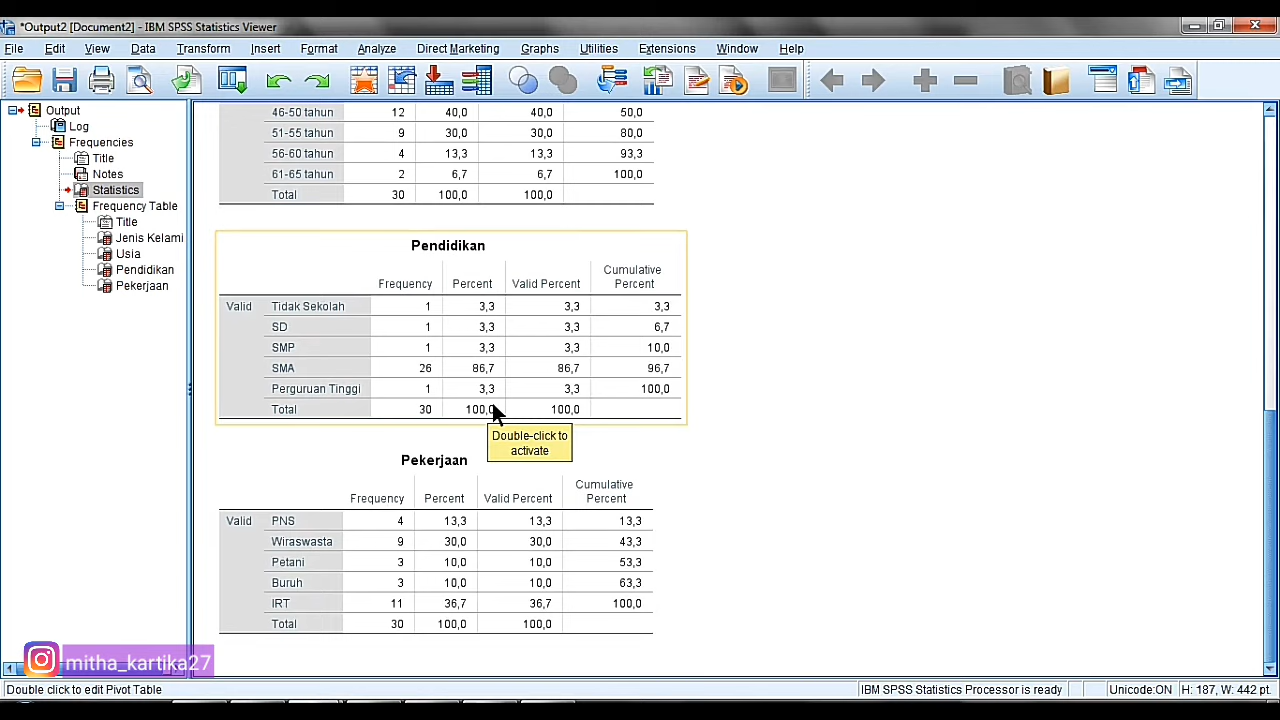 *Output2 [Document2] - IBM SPSS Statistics Viewer
File Edit View Data Transform Insert Format Analyze Direct Marketing Graphs Utilities Extensions Window Help
Output
Log
Frequencies
Title
Notes
Statistics
Frequency Table
Title
Jenis Kelami
Usia
Pendidikan
Pekerjaan
46-50 tahun 12 40,0 40,0 50,0
51-55 tahun 9 30,0 30,0 80,0
56-60 tahun 4 13,3 13,3 93,3
61-65 tahun 2 6,7 6,7 100,0
Total 30 100,0 100,0
Pendidikan
Frequency Percent Valid Percent Cumulative Percent
Valid Tidak Sekolah 1 3,3 3,3 3,3
SD 1 3,3 3,3 6,7
SMP 1 3,3 3,3 10,0
SMA 26 86,7 86,7 96,7
Perguruan Tinggi 1 3,3 3,3 100,0
Total 30 100,0 100,0
Double-click to
activate
Pekerjaan
Frequency Percent Valid Percent Cumulative Percent
Valid PNS 4 13,3 13,3 13,3
Wiraswasta 9 30,0 30,0 43,3
Petani 3 10,0 10,0 53,3
Buruh 3 10,0 10,0 63,3
IRT 11 36,7 36,7 100,0
Total 30 100,0 100,0
mitha_kartika27
Double click to edit Pivot Table IBM SPSS Statistics Processor is ready Unicode:ON H: 187, W: 442 pt.